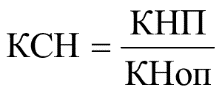 КСН = КНП / КНоп